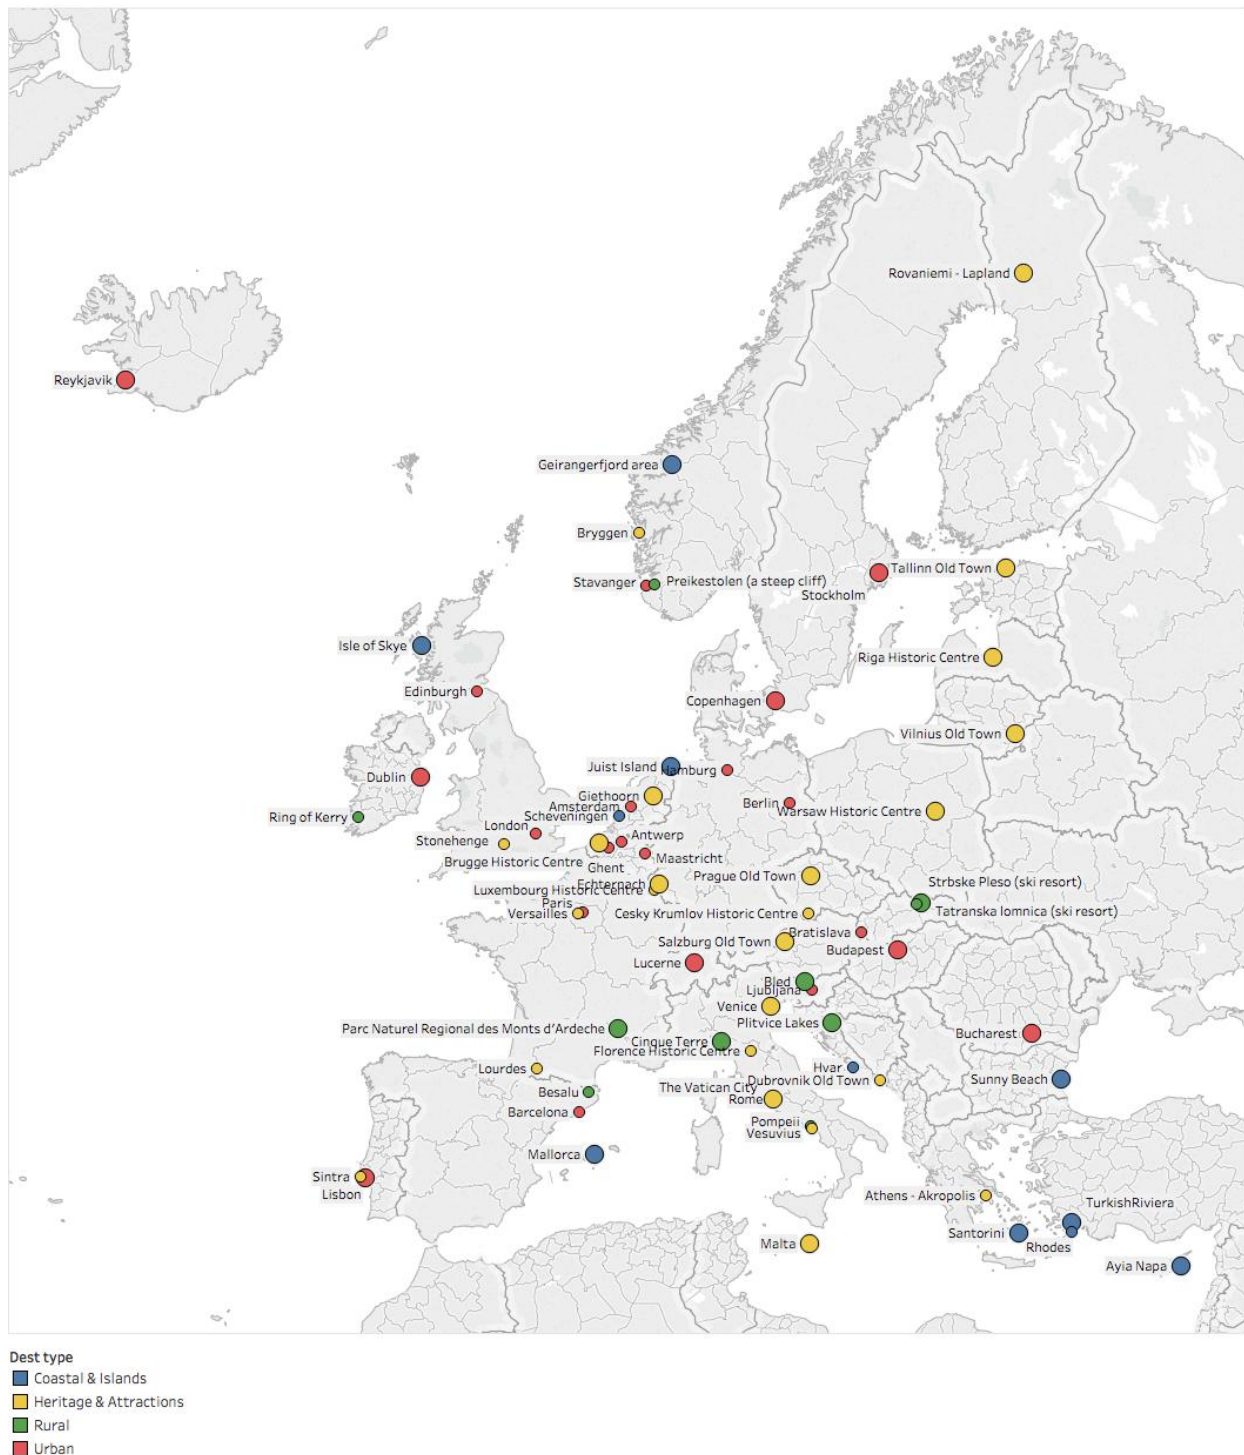 Rovaniemi - Lapland
Reykjavik
Geirangerfjord area
Bryggen
Stavanger
Preikestolen (a steep cliff)
Tallinn Old Town
Stockholm
Isle of Skye
Riga Historic Centre
Edinburgh
Copenhagen
Vilnius Old Town
Juist Island
Hamburg
Dublin
Giethoorn
Amsterdam
Berlin
Warsaw Historic Centre
Scheveningen
Ring of Kerry
London
Stonehenge
Antwerp
Brugge Historic Centre
Maastricht
Ghent
Prague Old Town
Echternach
Luxembourg Historic Centre
Strbske Pleso (ski resort)
Paris
Versailles
Cesky Krumlov Historic Centre
Tatranska lomnica (ski resort)
Bratislava
Salzburg Old Town
Budapest
Lucerne
Bled
Ljubljana
Venice
Plitvice Lakes
Parc Naturel Regional des Monts d'Ardeche
Bucharest
Cinque Terre
Florence Historic Centre
Lourdes
Hvar
Dubrovnik Old Town
Sunny Beach
The Vatican City
Besalu
Rome
Barcelona
Pompeii
Vesuvius
Mallorca
Sintra
Lisbon
Athens - Akropolis
TurkishRiviera
Santorini
Rhodes
Malta
Ayia Napa
Dest type
Coastal & Islands
Heritage & Attractions
Rural
Urban